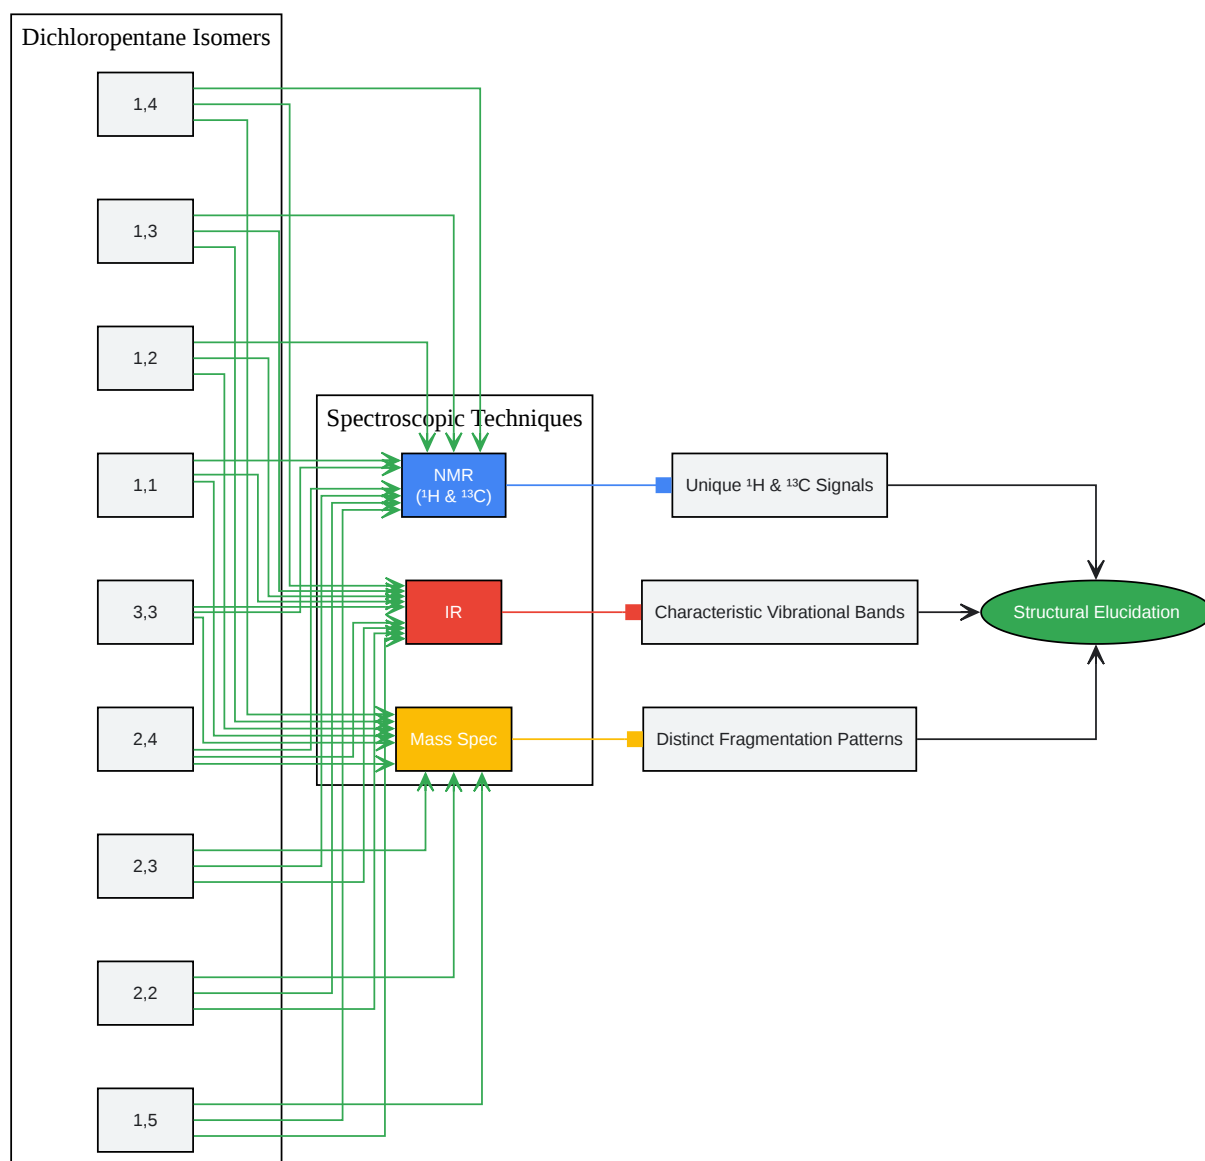 Dichloropentane Isomers
1,4
1,3
1,2
1,1
3,3
2,4
2,3
2,2
1,5
Spectroscopic Techniques
NMR
(¹H & ¹³C)
IR
Mass Spec
Unique ¹H & ¹³C Signals
Characteristic Vibrational Bands
Distinct Fragmentation Patterns
Structural Elucidation